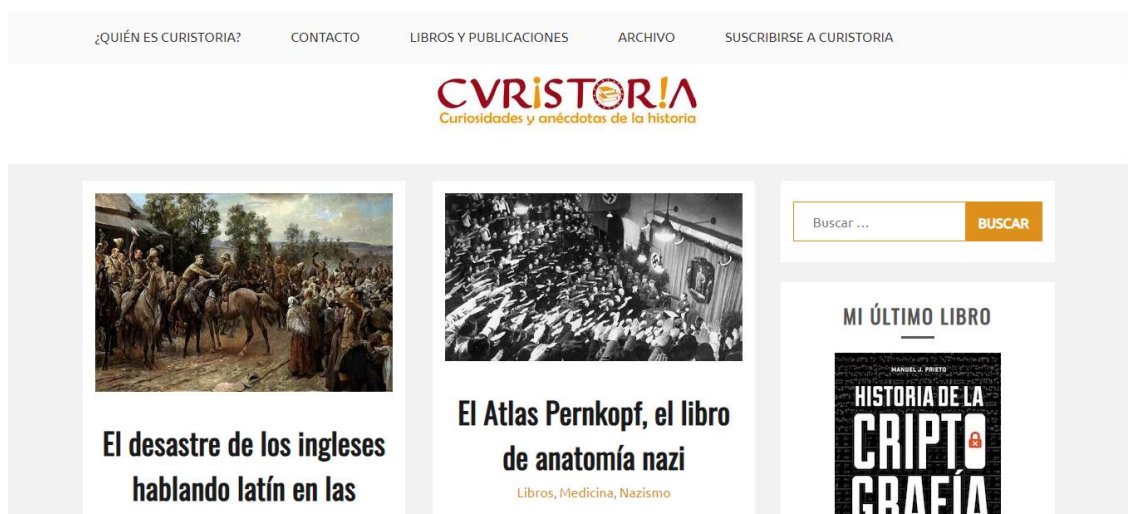 ¿QUIÉN ES CURISTORIA? CONTACTO LIBROS Y PUBLICACIONES ARCHIVO SUSCRIBIRSE A CURISTORIA
CVRiSTORIA
Curiosidades y anécdotas de la historia
El desastre de los ingleses
hablando latín en las
El Atlas Pernkopf, el libro
de anatomía nazi
Libros, Medicina, Nazismo
Buscar … BUSCAR
MI ÚLTIMO LIBRO
MANUEL J. PRIETO
HISTORIA DE LA
CRIPTO
GRAFÍA